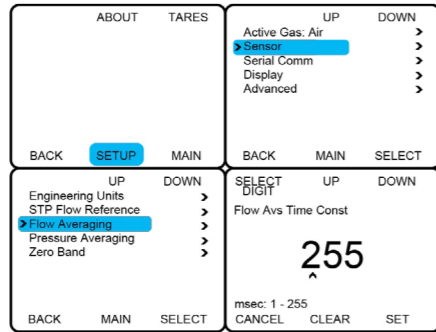 ABOUT TARES
BACK SETUP MAIN
UP DOWN
Active Gas: Air >
>Sensor >
Serial Comm >
Display >
Advanced >
BACK MAIN SELECT
UP DOWN
Engineering Units >
STP Flow Reference >
>Flow Averaging >
Pressure Averaging >
Zero Band >
BACK MAIN SELECT
SELECT UP DOWN
DIGIT
Flow Avs Time Const
255
^
msec: 1 - 255
CANCEL CLEAR SET